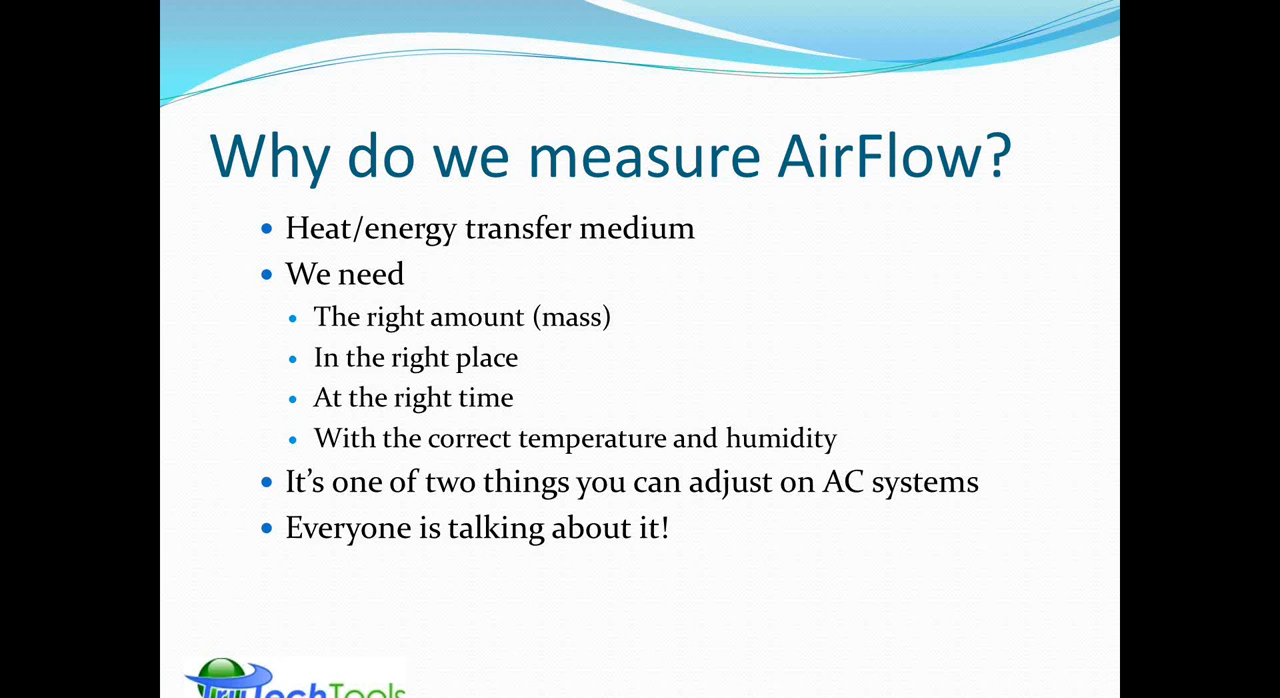 Why do we measure AirFlow?
Heat/energy transfer medium
We need
The right amount (mass)
In the right place
At the right time
With the correct temperature and humidity
It’s one of two things you can adjust on AC systems
Everyone is talking about it!
TruTechTools